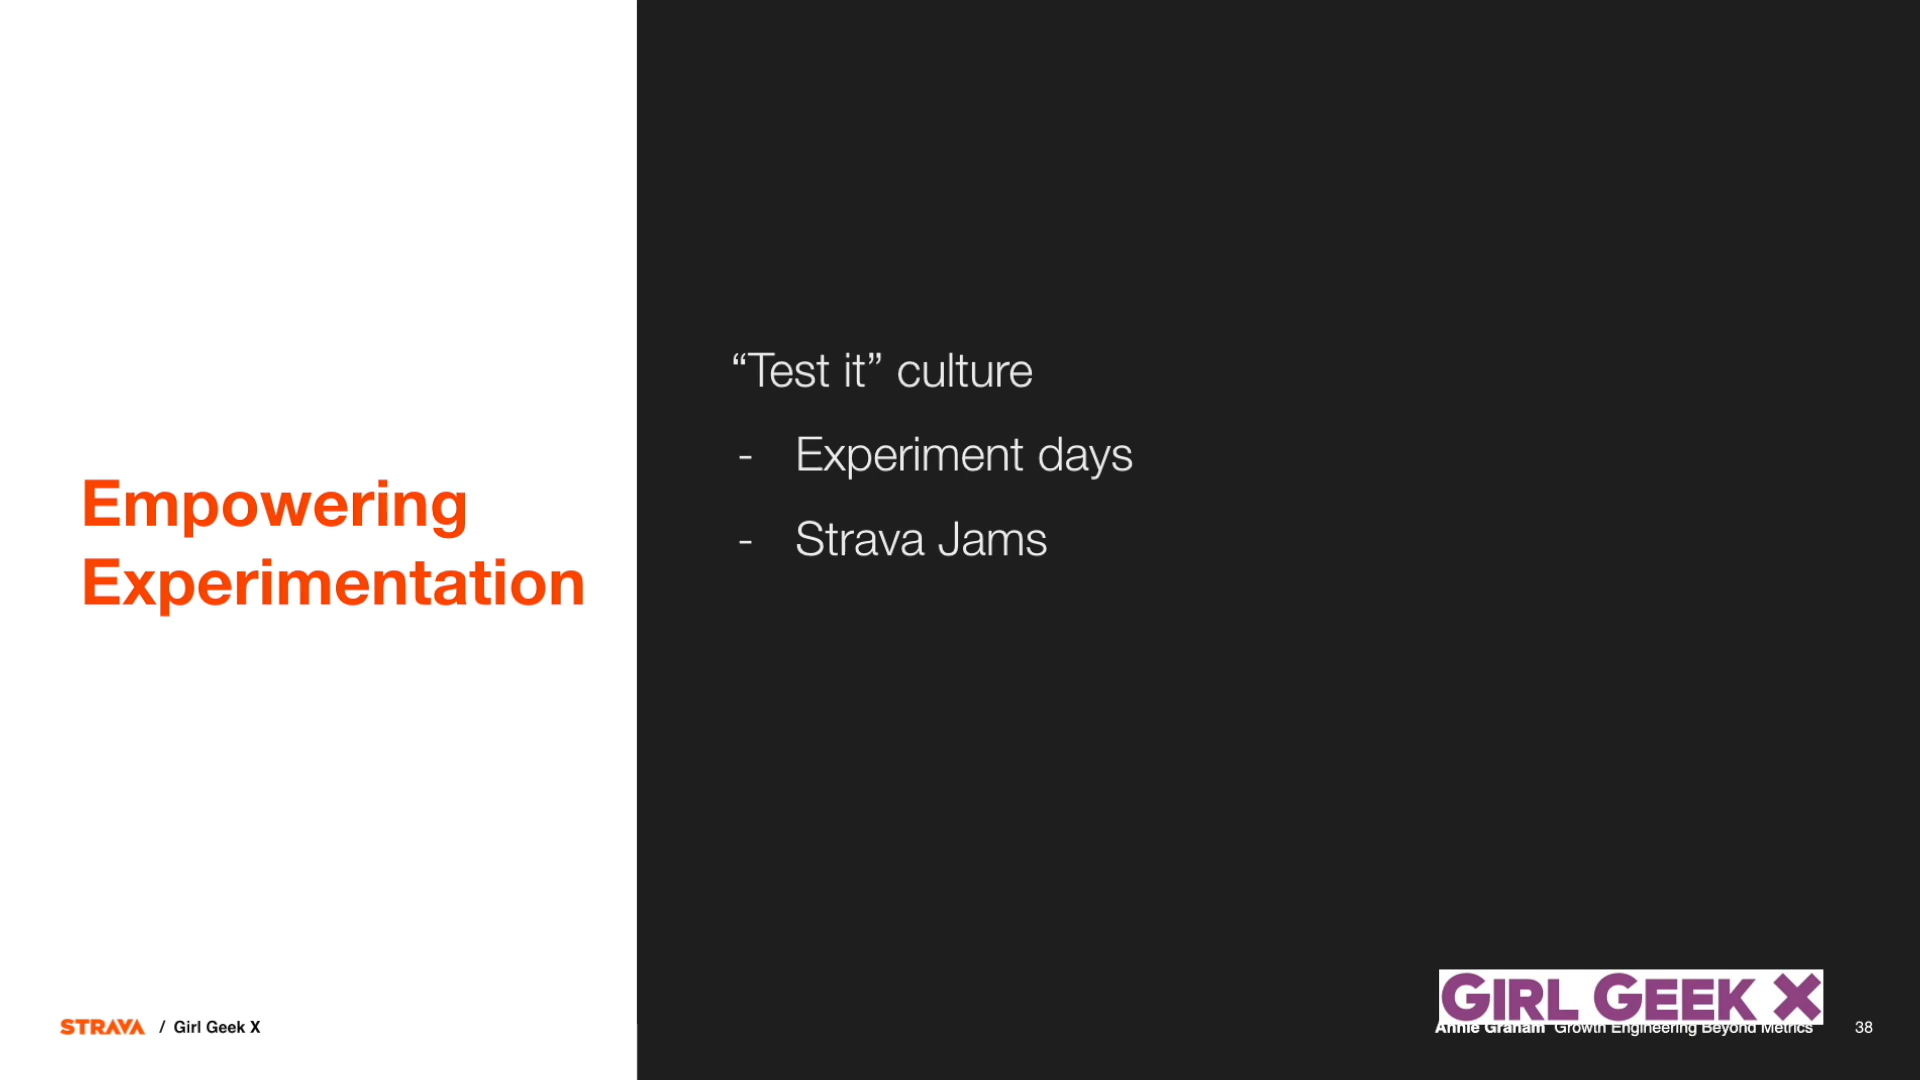 Empowering
Experimentation
“Test it” culture
- Experiment days
- Strava Jams
STRAVA / Girl Geek X
GIRL GEEK X
Annie Graham Growth Engineering Beyond Metrics
38